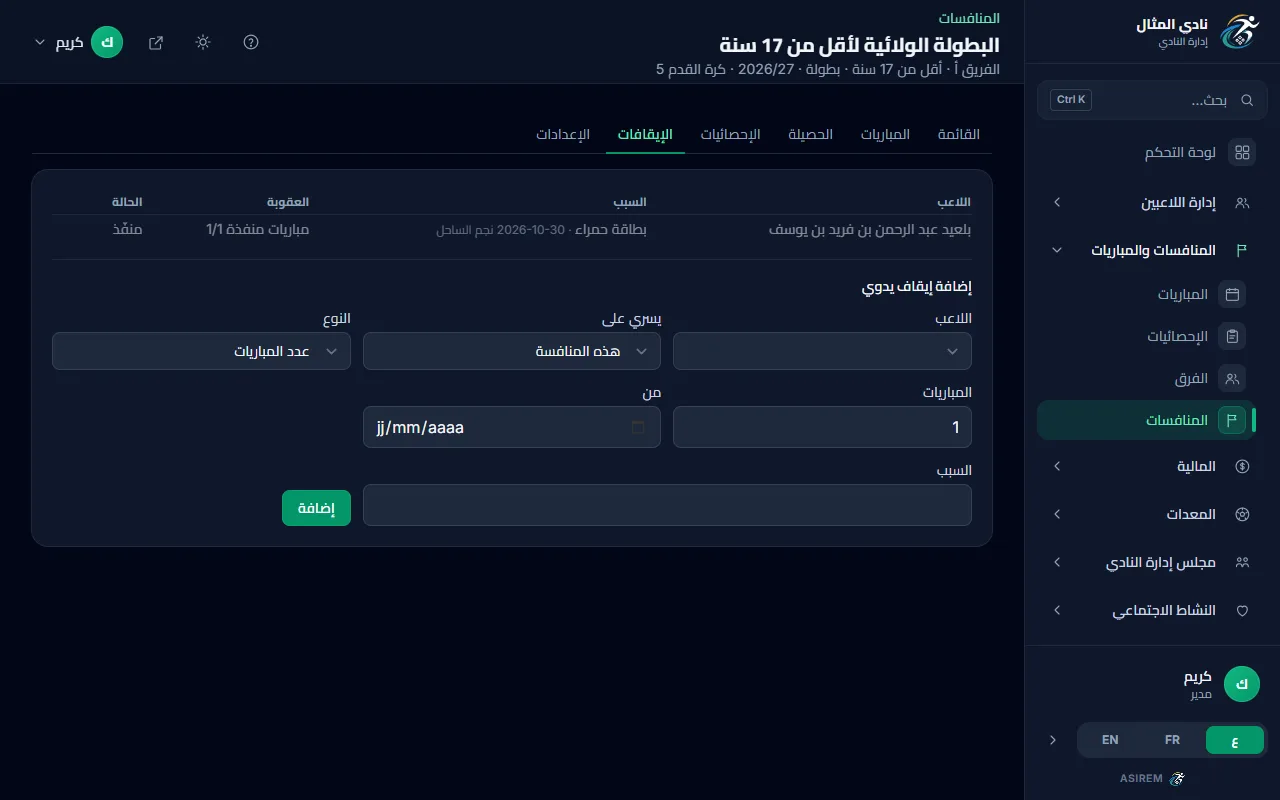 نادي المثال
إدارة النادي
بحث...
Ctrl K
لوحة التحكم
إدارة اللاعبين
المنافسات والمباريات
المباريات
الإحصائيات
الفرق
المنافسات
المالية
المعدات
مجلس إدارة النادي
النشاط الاجتماعي
ك
كريم
مدير
ع
FR
EN
ASIREM
المنافسات
البطولة الولائية لأقل من 17 سنة
الفريق أ · أقل من 17 سنة · بطولة · 2026/27 · كرة القدم 5
ك
كريم
القائمة
المباريات
الحصيلة
الإحصائيات
الإيقافات
الإعدادات
اللاعب السبب العقوبة الحالة
بلعيد عبد الرحمن بن فريد بن يوسف بطاقة حمراء · 30-10-2026 نجم الساحل مباريات منفذة 1/1 منفّذ
إضافة إيقاف يدوي
اللاعب يسري على النوع
هذه المنافسة عدد المباريات
المباريات من
1 jj/mm/aaaa
السبب
إضافة